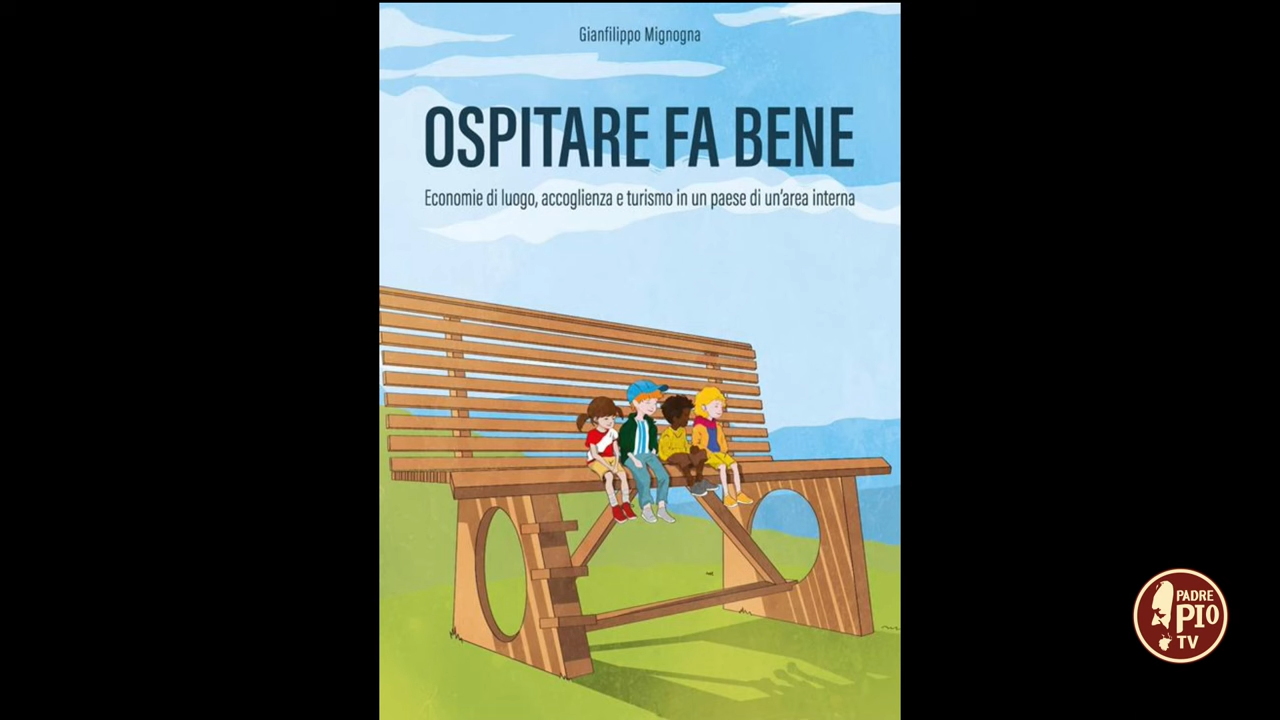 Gianfilippo Mignogna
OSPITARE FA BENE
Economie di luogo, accoglienza e turismo in un paese di un'area interna
PADRE
PIO
TV